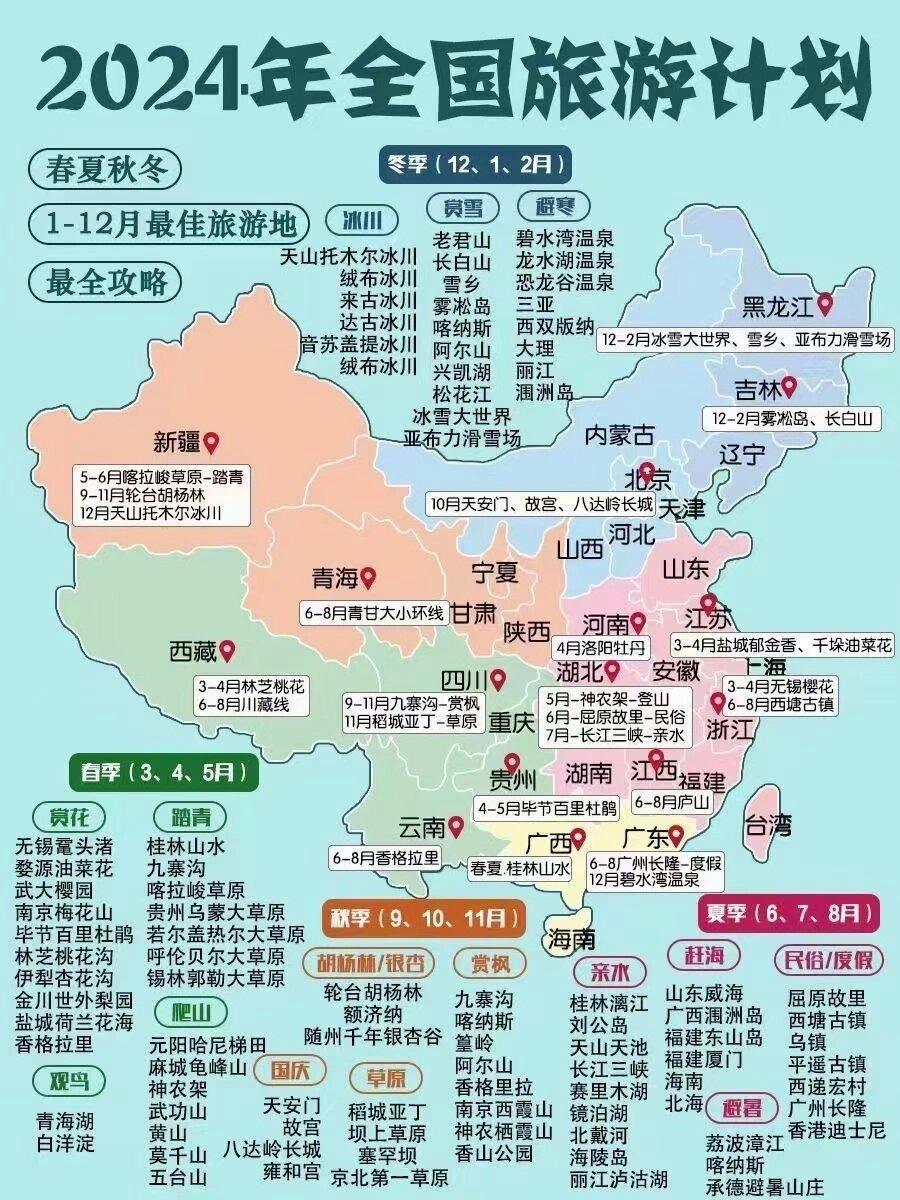 2024年全国旅游计划
春夏秋冬
1-12月最佳旅游地
最全攻略
冬季（12、1、2月）
冰川
天山托木尔冰川
绒布冰川
来古冰川
达古冰川
音苏盖提冰川
绒布冰川
赏雪
老君山
长白山
雪乡
雾凇岛
喀纳斯
阿尔山
兴凯湖
松花江
冰雪大世界
亚布力滑雪场
避寒
碧水湾温泉
龙水湖温泉
恐龙谷温泉
三亚
西双版纳
大理
丽江
涠洲岛
黑龙江
12-2月冰雪大世界、雪乡、亚布力滑雪场
吉林
12-2月雾凇岛、长白山
辽宁
内蒙古
新疆
5-6月喀拉峻草原-踏青
9-11月轮台胡杨林
12月天山托木尔冰川
北京
10月天安门、故宫、八达岭长城
天津
河北
山西
山东
宁夏
青海
6-8月青甘大小环线
甘肃
陕西
河南
4月洛阳牡丹
江苏
3-4月盐城郁金香、千垛油菜花
西藏
3-4月林芝桃花
6-8月川藏线
四川
9-11月九寨沟-赏枫
11月稻城亚丁-草原
重庆
湖北
5月-神农架-登山
6月-屈原故里-民俗
7月-长江三峡-亲水
安徽
上海
3-4月无锡樱花
6-8月西塘古镇
浙江
贵州
4-5月毕节百里杜鹃
湖南
江西
6-8月庐山
福建
台湾
云南
6-8月香格里拉
广西
春夏.桂林山水
广东
6-8广州长隆-度假
12月碧水湾温泉
海南
春季（3、4、5月）
赏花
无锡鼋头渚
婺源油菜花
武大樱园
南京梅花山
毕节百里杜鹃
林芝桃花沟
伊犁杏花沟
金川世外梨园
盐城荷兰花海
香格拉里
观鸟
青海湖
白洋淀
踏青
桂林山水
九寨沟
喀拉峻草原
贵州乌蒙大草原
若尔盖热尔大草原
呼伦贝尔大草原
锡林郭勒大草原
爬山
元阳哈尼梯田
麻城龟峰山
神农架
武功山
黄山
莫千山
五台山
秋季（9、10、11月）
胡杨林/银杏
轮台胡杨林
额济纳
随州千年银杏谷
国庆
天安门
故宫
八达岭长城
雍和宫
草原
稻城亚丁
坝上草原
塞罕坝
京北第一草原
赏枫
九寨沟
喀纳斯
篁岭
阿尔山
香格里拉
南京西霞山
神农栖霞山
香山公园
夏季（6、7、8月）
亲水
桂林漓江
刘公岛
天山天池
长江三峡
赛里木湖
镜泊湖
北戴河
海陵岛
丽江泸沽湖
赶海
山东威海
广西涠洲岛
福建东山岛
福建厦门
海南
北海
避暑
荔波漳江
喀纳斯
承德避暑山庄
民俗/度假
屈原故里
西塘古镇
乌镇
平遥古镇
西递宏村
广州长隆
香港迪士尼